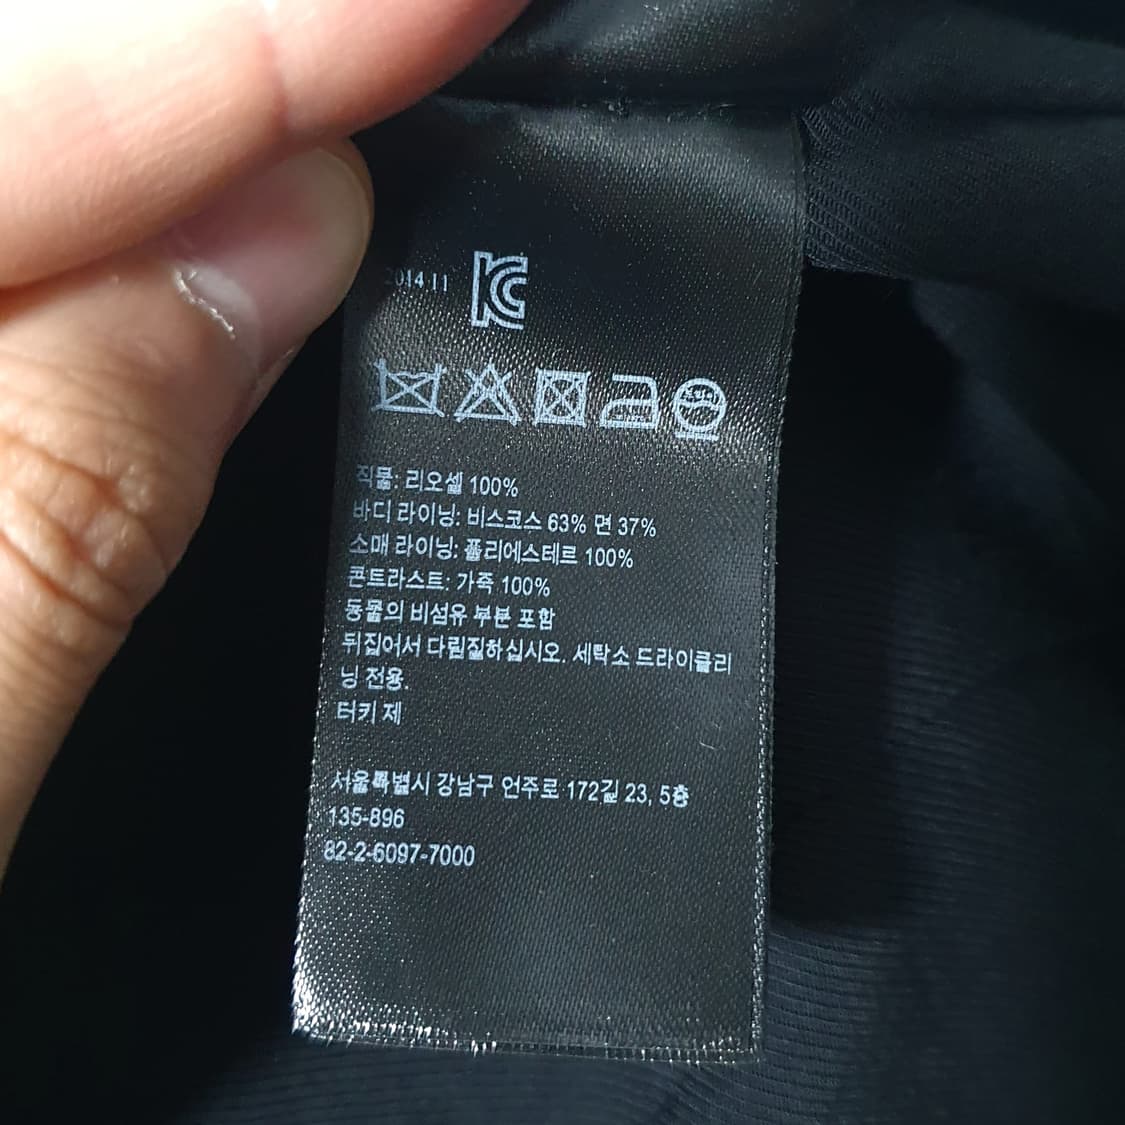 2014 11
KC
직물: 리오셀 100%
바디 라이닝: 비스코스 63% 면 37%
소매 라이닝: 폴리에스테르 100%
콘트라스트: 가죽 100%
동물의 비섬유 부분 포함
뒤집어서 다림질하십시오. 세탁소 드라이클리
닝 전용.
터키 제
서울특별시 강남구 언주로 172길 23, 5층
135-896
82-2-6097-7000